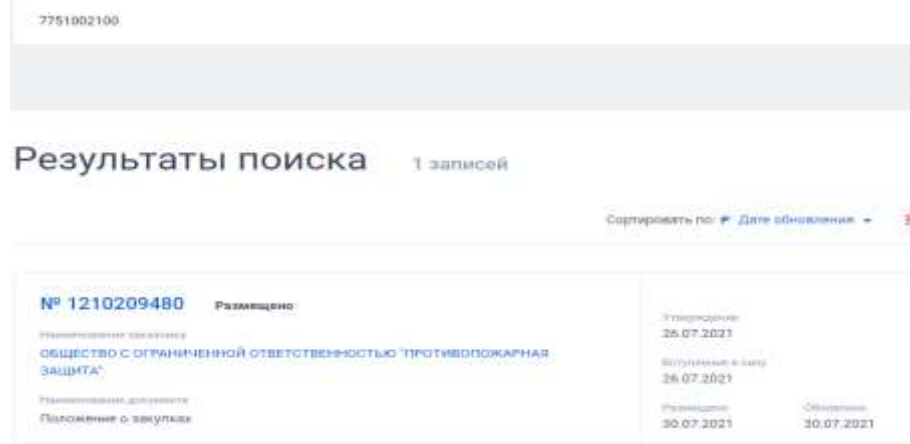 7751002100
Результаты поиска 1 записей
Сортировать по: Дате обновления
№ 1210209480 Размещено
Наименование заказчика
ОБЩЕСТВО С ОГРАНИЧЕННОЙ ОТВЕТСТВЕННОСТЬЮ "ПРОТИВОПОЖАРНАЯ
ЗАЩИТА"
Наименование документа
Положение о закупках
Утверждение
26.07.2021
Вступление в силу
26.07.2021
Размещено Обновлено
30.07.2021 30.07.2021